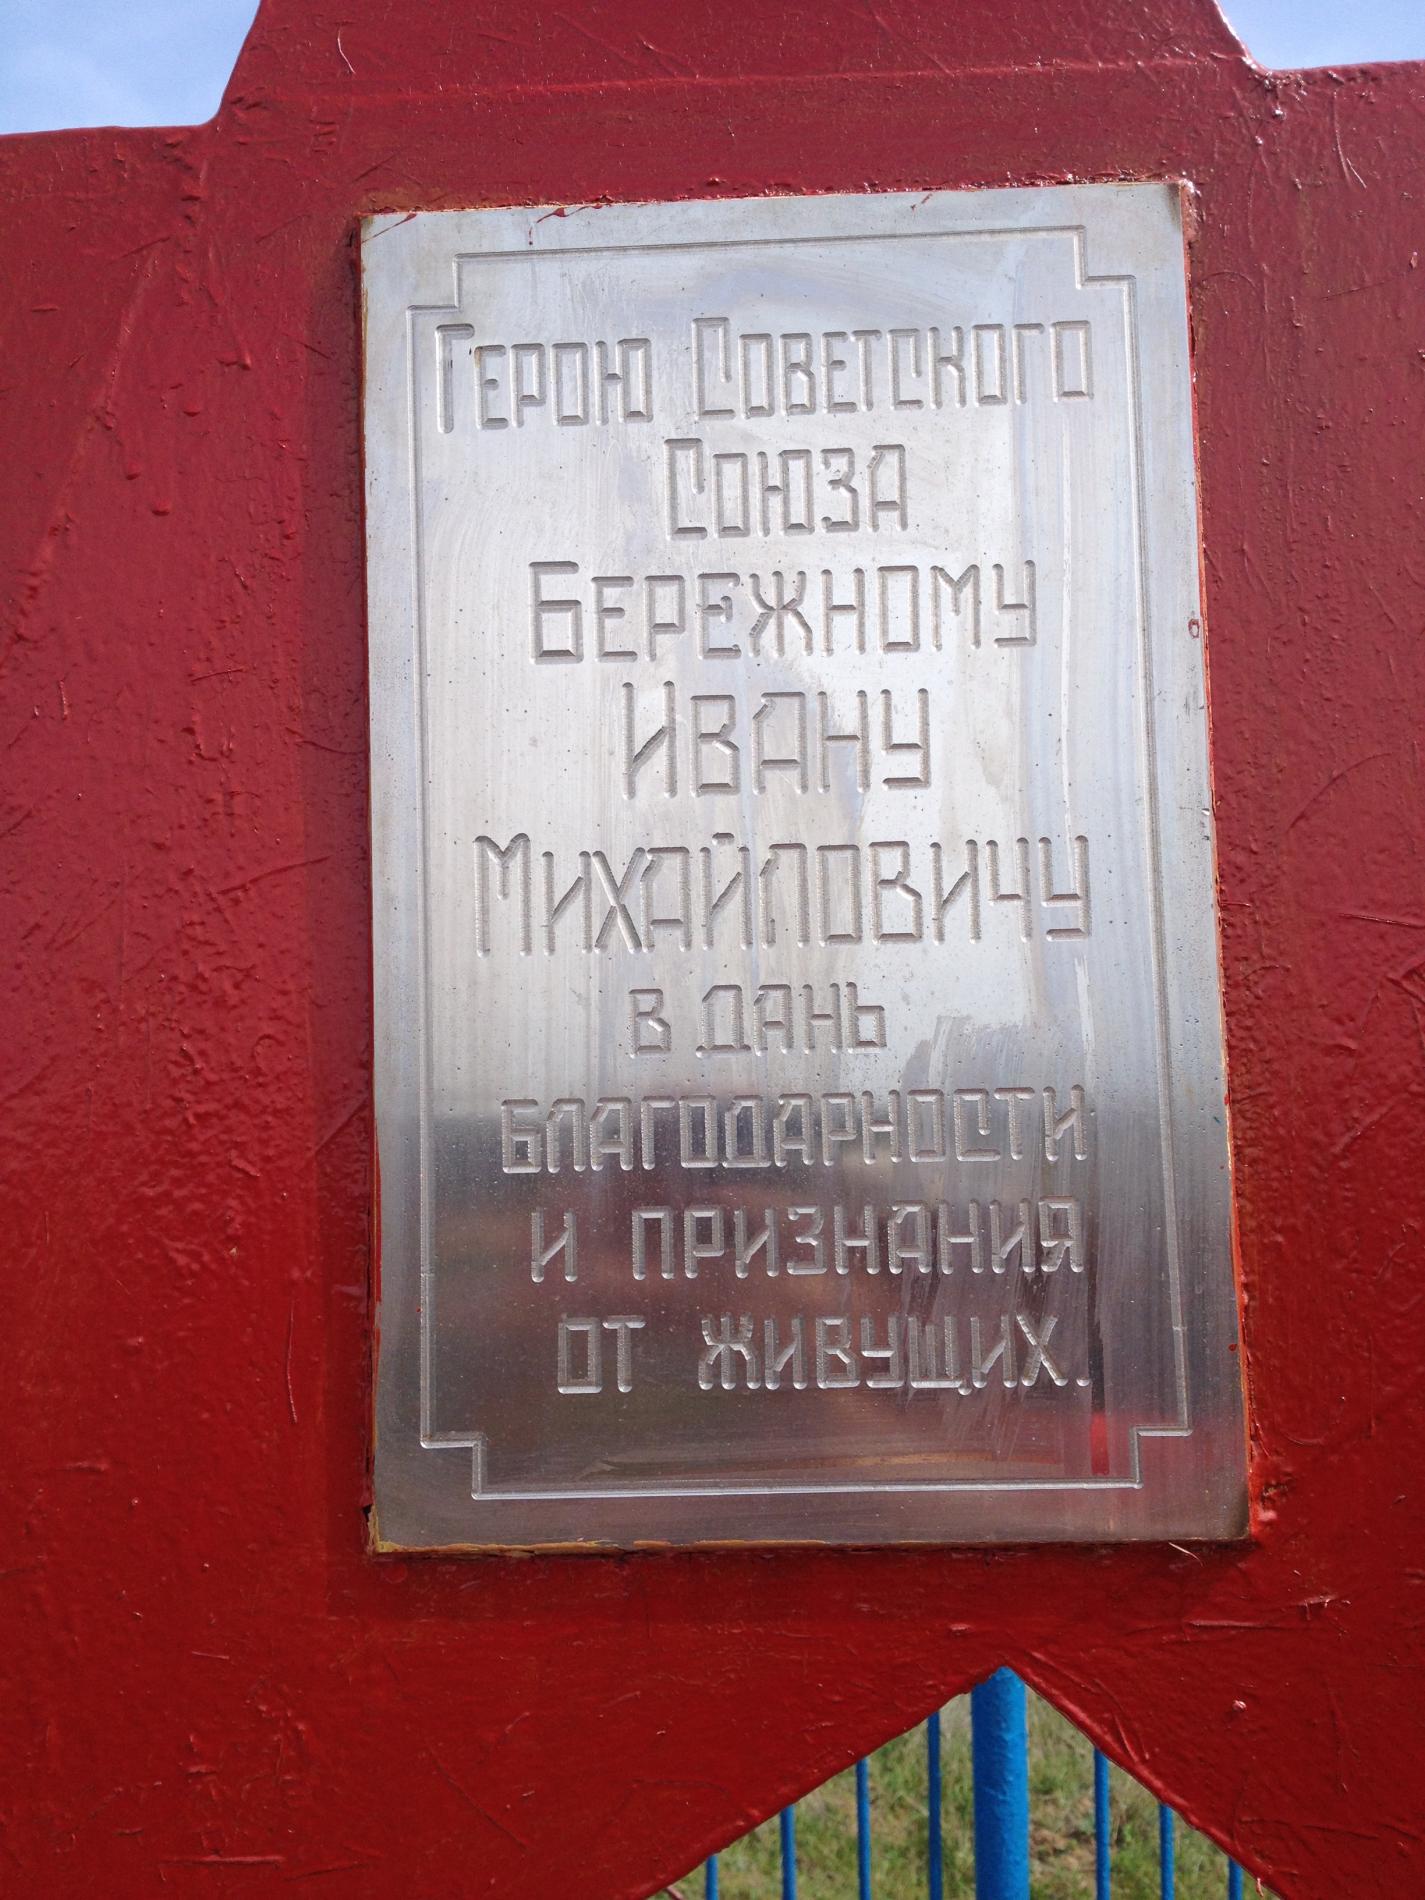 Герою Советского
Союза
Бережному
Ивану
Михайловичу
в дань
благодарности
и признания
от живущих.